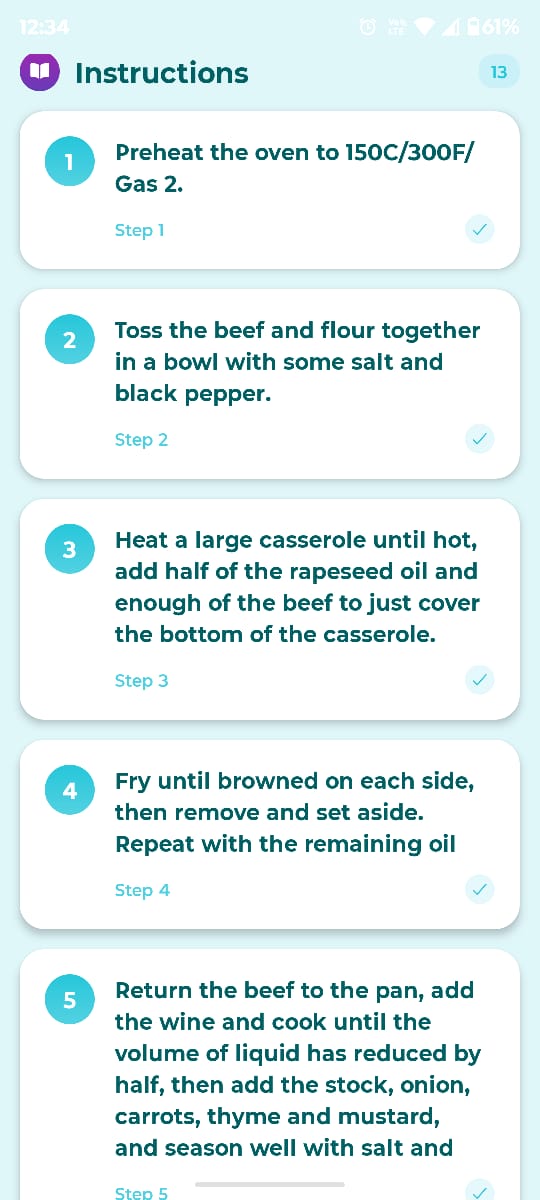 12:34
VoN LTE
61%
Instructions
13
1
Preheat the oven to 150C/300F/
Gas 2.
Step 1
2
Toss the beef and flour together
in a bowl with some salt and
black pepper.
Step 2
3
Heat a large casserole until hot,
add half of the rapeseed oil and
enough of the beef to just cover
the bottom of the casserole.
Step 3
4
Fry until browned on each side,
then remove and set aside.
Repeat with the remaining oil
Step 4
5
Return the beef to the pan, add
the wine and cook until the
volume of liquid has reduced by
half, then add the stock, onion,
carrots, thyme and mustard,
and season well with salt and
Step 5